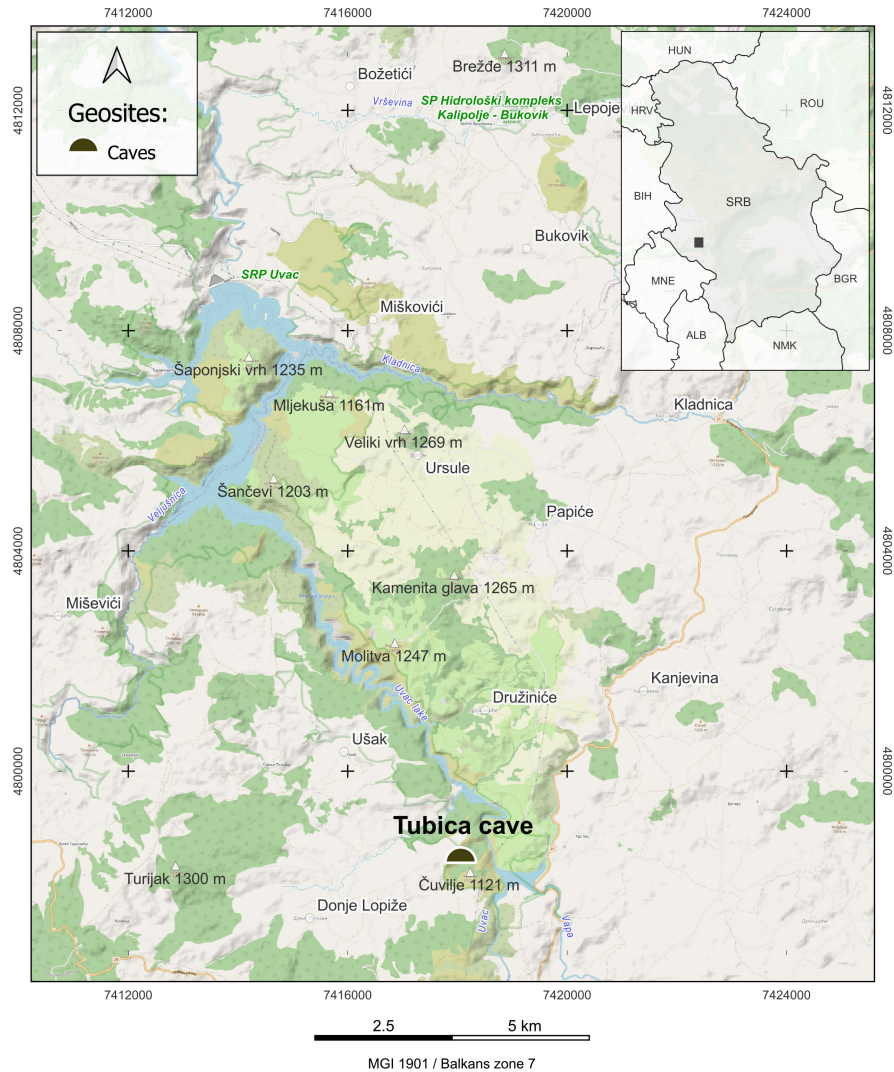 7412000
7416000
7420000
7424000
4812000
4812000
Geosites:
Caves
Božetići
Brežđe 1311 m
Vrševina
SP Hidrološki kompleks
Kalipolje - Bukovik
Lepojev
HUN
ROU
HRV
BIH
SRB
MNE
BGR
ALB
NMK
Bukovik
SRP Uvac
Miškovići
4808000
4808000
Kladnica
Šaponjski vrh 1235 m
Mljekuša 1161m
Kladnica
Veliki vrh 1269 m
Ursule
Šančevi 1203 m
Veljušnica
Papiće
4804000
4804000
Kamenita glava 1265 m
Miševići
Molitva 1247 m
Kanjevina
Uvac lake
Družiniće
Ušak
4800000
4800000
Tubica cave
Turijak 1300 m
Čuvilje 1121 m
Donje Lopiže
Uvac
Vapa
7412000
7416000
7420000
7424000
2.5
5 km
MGI 1901 / Balkans zone 7